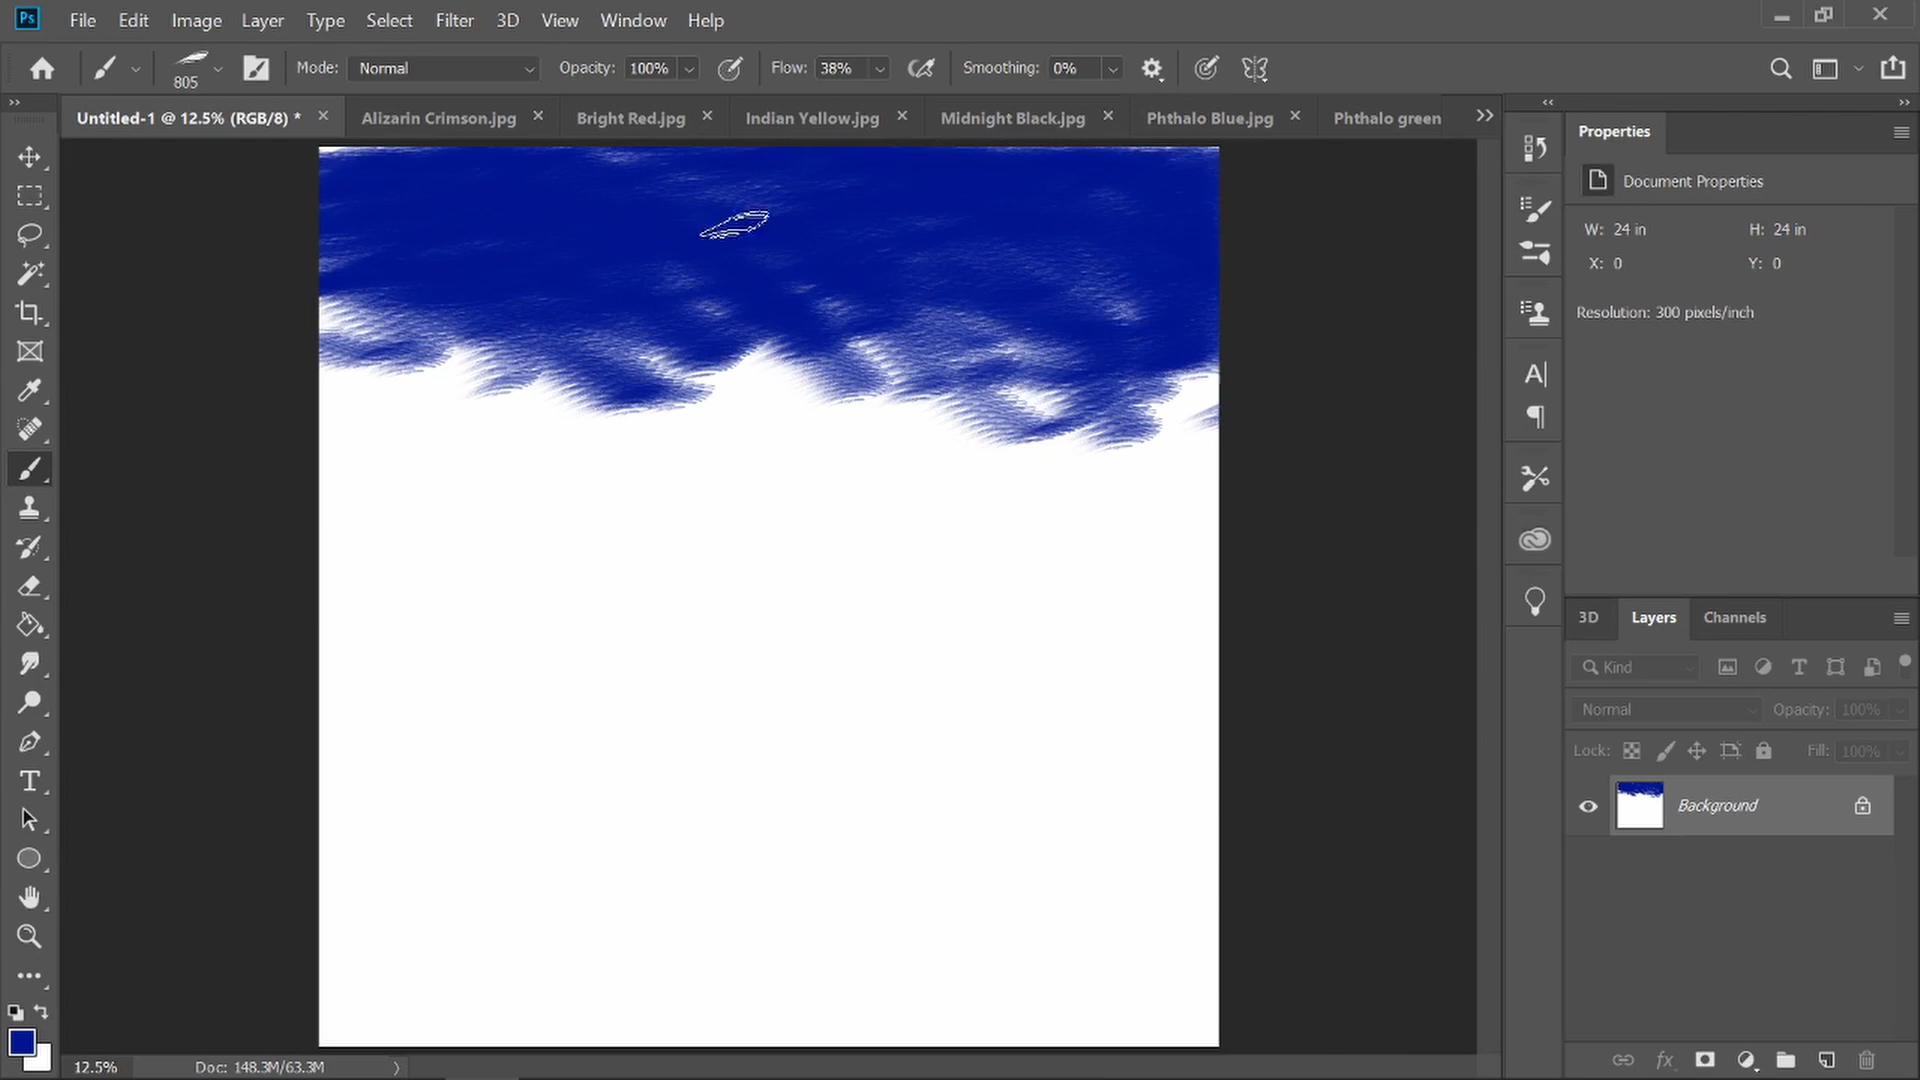 Ps File Edit Image Layer Type Select Filter 3D View Window Help
805 Mode: Normal Opacity: 100% Flow: 38% Smoothing: 0%
Untitled-1 @ 12.5% (RGB/8) * Alizarin Crimson.jpg Bright Red.jpg Indian Yellow.jpg Midnight Black.jpg Phthalo Blue.jpg Phthalo green
Properties
Document Properties
W: 24 in H: 24 in
X: 0 Y: 0
Resolution: 300 pixels/inch
3D Layers Channels
Kind
Normal Opacity: 100%
Lock: Fill: 100%
Background
12.5% Doc: 148.3M/63.3M